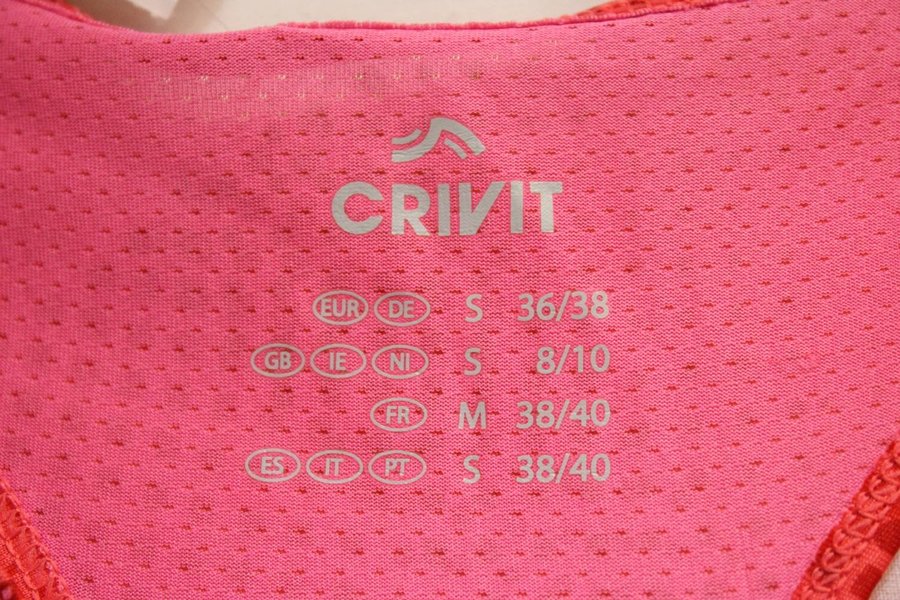 CRIVIT
EUR DE S 36/38
GB IE NI S 8/10
FR M 38/40
ES IT PT S 38/40